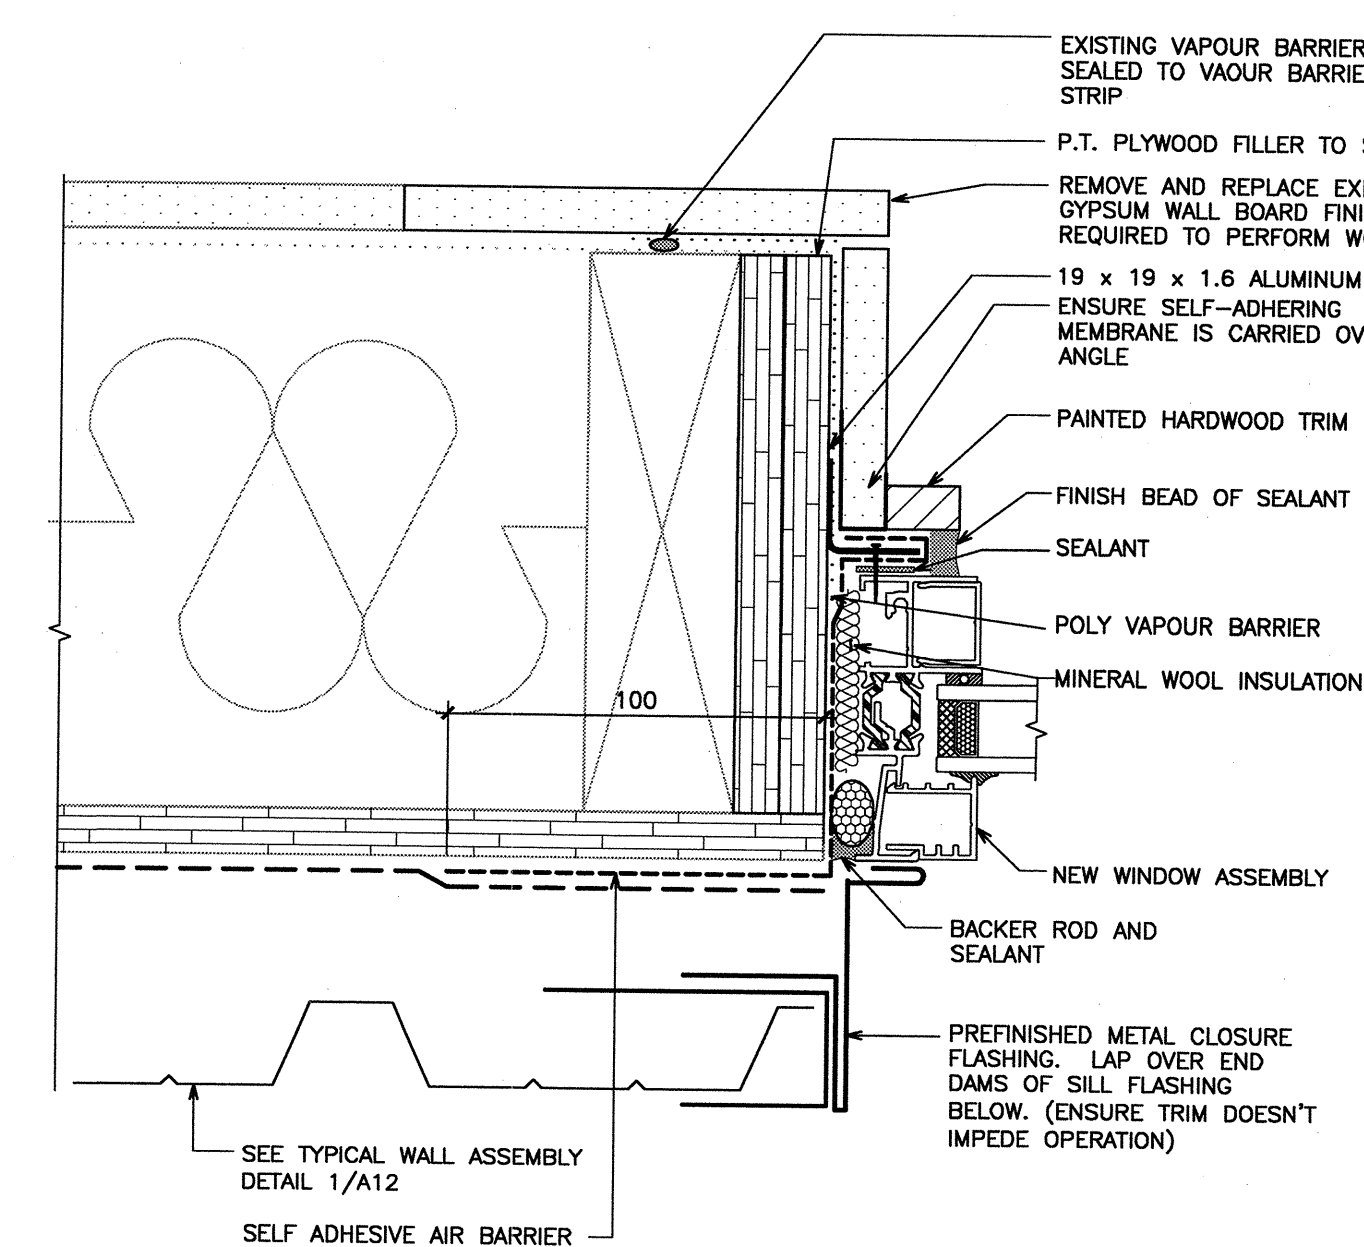 EXISTING VAPOUR BARRIER
SEALED TO VAOUR BARRIE
STRIP
P.T. PLYWOOD FILLER TO
REMOVE AND REPLACE EXI
GYPSUM WALL BOARD FINI
REQUIRED TO PERFORM W
19 x 19 x 1.6 ALUMINUM
ENSURE SELF-ADHERING
MEMBRANE IS CARRIED OV
ANGLE
PAINTED HARDWOOD TRIM
FINISH BEAD OF SEALANT
SEALANT
POLY VAPOUR BARRIER
MINERAL WOOL INSULATION
100
NEW WINDOW ASSEMBLY
BACKER ROD AND
SEALANT
PREFINISHED METAL CLOSURE
FLASHING. LAP OVER END
DAMS OF SILL FLASHING
BELOW. (ENSURE TRIM DOESN'T
IMPEDE OPERATION)
SEE TYPICAL WALL ASSEMBLY
DETAIL 1/A12
SELF ADHESIVE AIR BARRIER